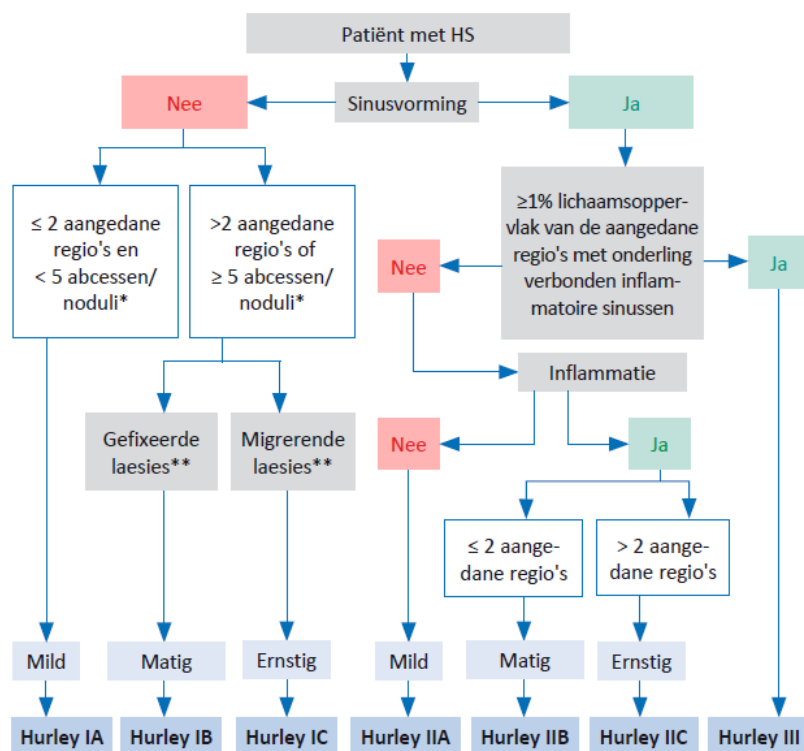 Patiënt met HS
Nee
Sinusvorming
Ja
≤ 2 aangedane
regio's en
< 5 abcessen/
noduli*
>2 aangedane
regio's of
≥ 5 abcessen/
noduli*
≥1% lichaamsopper-
vlak van de aangedane
regio's met onderling
verbonden inflam-
matoire sinussen
Nee
Ja
Inflammatie
Gefixeerde
laesies**
Migrerende
laesies**
Nee
Ja
≤ 2 aange-
dane regio's
> 2 aange-
dane regio's
Mild
Matig
Ernstig
Mild
Matig
Ernstig
Hurley IA
Hurley IB
Hurley IC
Hurley IIA
Hurley IIB
Hurley IIC
Hurley III